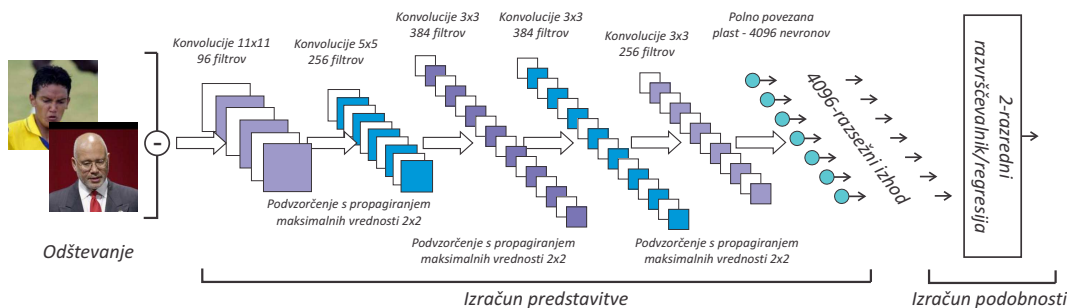 Konvolucije 11x11
96 filtrov
Konvolucije 5x5
256 filtrov
Konvolucije 3x3
384 filtrov
Konvolucije 3x3
384 filtrov
Konvolucije 3x3
256 filtrov
Polno povezana
plast - 4096 nevronov
4096-razsežni izhod
2-razredni
razvrščevalnik/regresija
-
Odštevanje
Podvzorčenje s propagiranjem
maksimalnih vrednosti 2x2
Podvzorčenje s propagiranjem
maksimalnih vrednosti 2x2
Podvzorčenje s propagiranjem
maksimalnih vrednosti 2x2
Izračun predstavitve
Izračun podobnosti